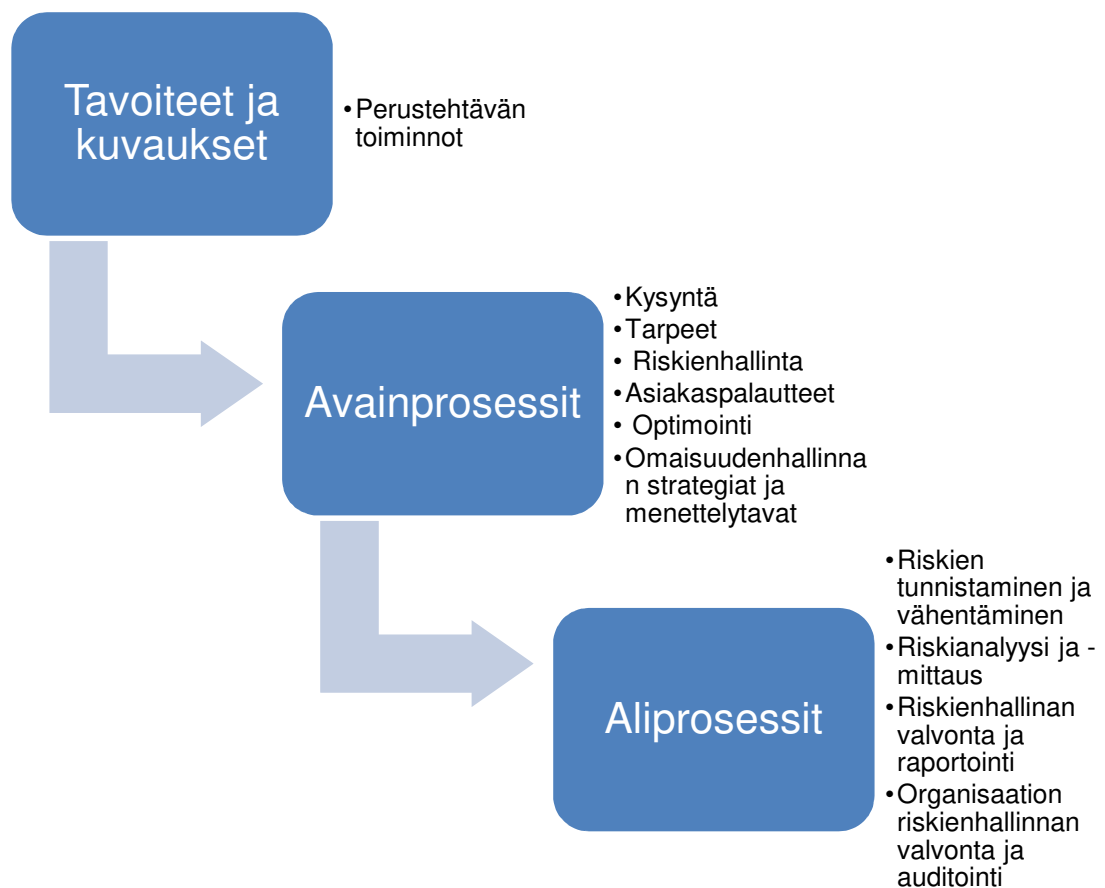 Tavoiteet ja
kuvaukset
•Perustehtävän
toiminnot
Avainprosessit
•Kysyntä
•Tarpeet
• Riskienhallinta
•Asiakaspalautteet
• Optimointi
•Omaisuudenhallinna
n strategiat ja
menettelytavat
Aliprosessit
•Riskien
tunnistaminen ja
vähentäminen
•Riskianalyysi ja -
mittaus
•Riskienhallinan
valvonta ja
raportointi
•Organisaation
riskienhallinnan
valvonta ja
auditointi